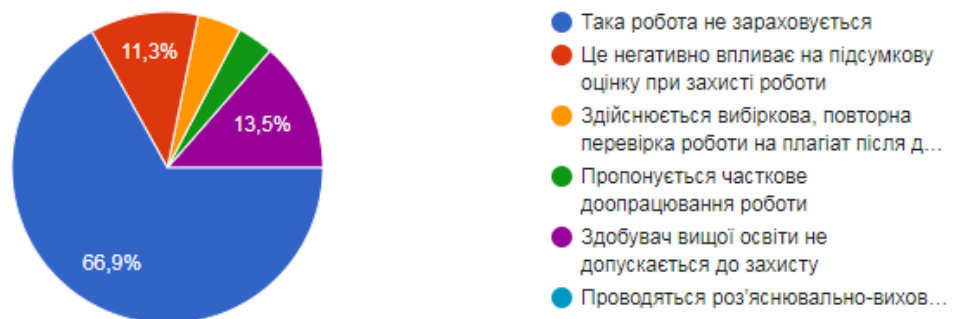 11,3%
13,5%
66,9%
Така робота не зараховується
Це негативно впливає на підсумкову
оцінку при захисті роботи
Здійснюється вибіркова, повторна
перевірка роботи на плагіат після д...
Пропонується часткове
доопрацювання роботи
Здобувач вищої освіти не
допускається до захисту
Проводяться роз'яснювально-вихов...